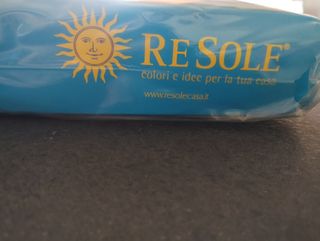 RE SOLE®
colori e idee per la tua casa
www.resolecasa.it